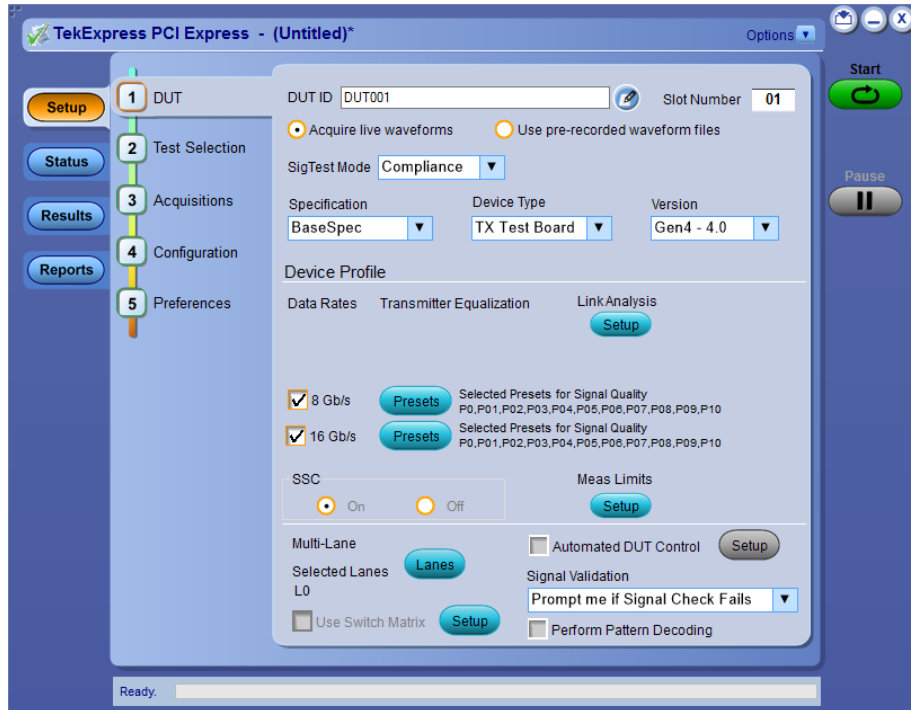 TekExpress PCI Express - (Untitled)*
Options
Start
Pause
Setup
Status
Results
Reports
1 DUT
2 Test Selection
3 Acquisitions
4 Configuration
5 Preferences
DUT ID DUT001 Slot Number 01
Acquire live waveforms Use pre-recorded waveform files
SigTest Mode Compliance
Specification Device Type Version
BaseSpec TX Test Board Gen4 - 4.0
Device Profile
Data Rates Transmitter Equalization Link Analysis
Setup
8 Gb/s Presets Selected Presets for Signal Quality
P0,P01,P02,P03,P04,P05,P06,P07,P08,P09,P10
16 Gb/s Presets Selected Presets for Signal Quality
P0,P01,P02,P03,P04,P05,P06,P07,P08,P09,P10
SSC Meas Limits
On Off Setup
Multi-Lane Automated DUT Control Setup
Selected Lanes Lanes Signal Validation
L0 Prompt me if Signal Check Fails
Use Switch Matrix Setup Perform Pattern Decoding
Ready.